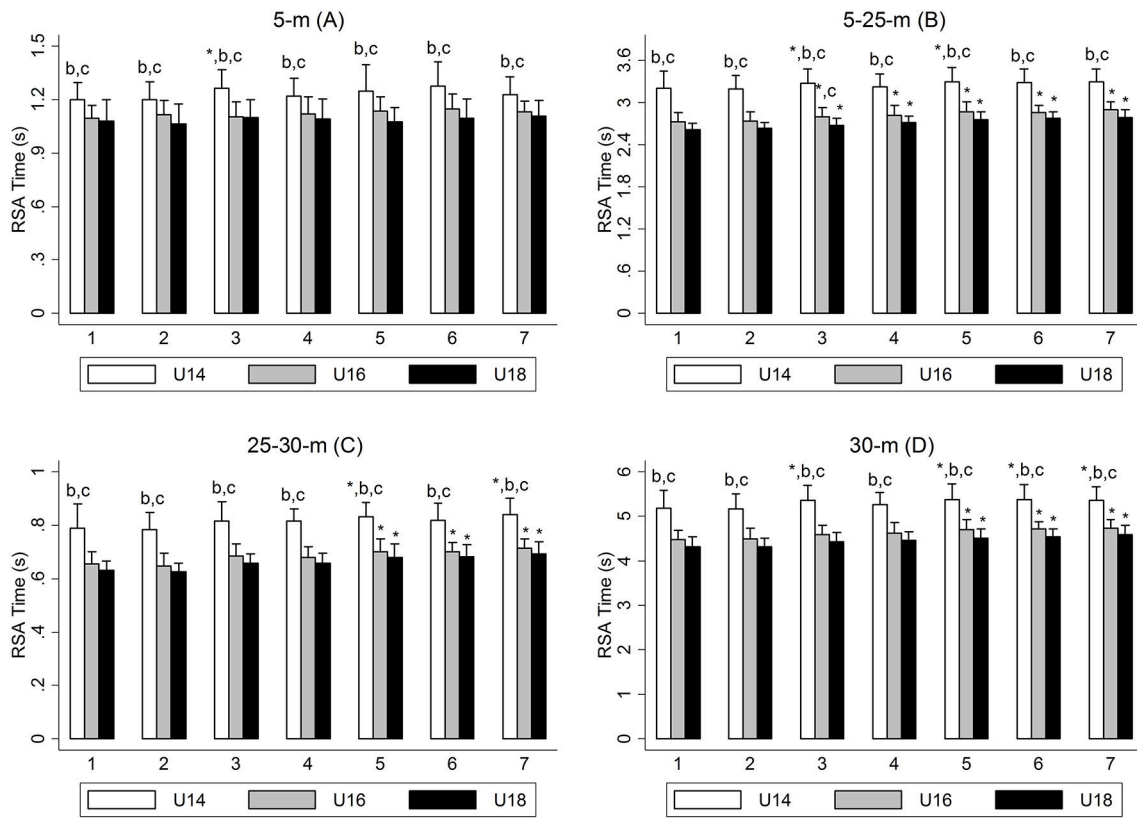 5-m (A)
RSA Time (s)
0 .3 .6 .9 1.2 1.5
b,c b,c *,b,c b,c b,c b,c b,c
1 2 3 4 5 6 7
U14 U16 U18
5-25-m (B)
RSA Time (s)
0 .6 1.2 1.8 2.4 3 3.6
b,c b,c *,b,c b,c *,b,c b,c b,c
*,c * * * * * * * * *
1 2 3 4 5 6 7
U14 U16 U18
25-30-m (C)
RSA Time (s)
0 .2 .4 .6 .8 1
b,c b,c b,c b,c *,b,c b,c *,b,c
* * * * * *
1 2 3 4 5 6 7
U14 U16 U18
30-m (D)
RSA Time (s)
0 1 2 3 4 5 6
b,c b,c *,b,c b,c *,b,c *,b,c *,b,c
* * * * * *
1 2 3 4 5 6 7
U14 U16 U18